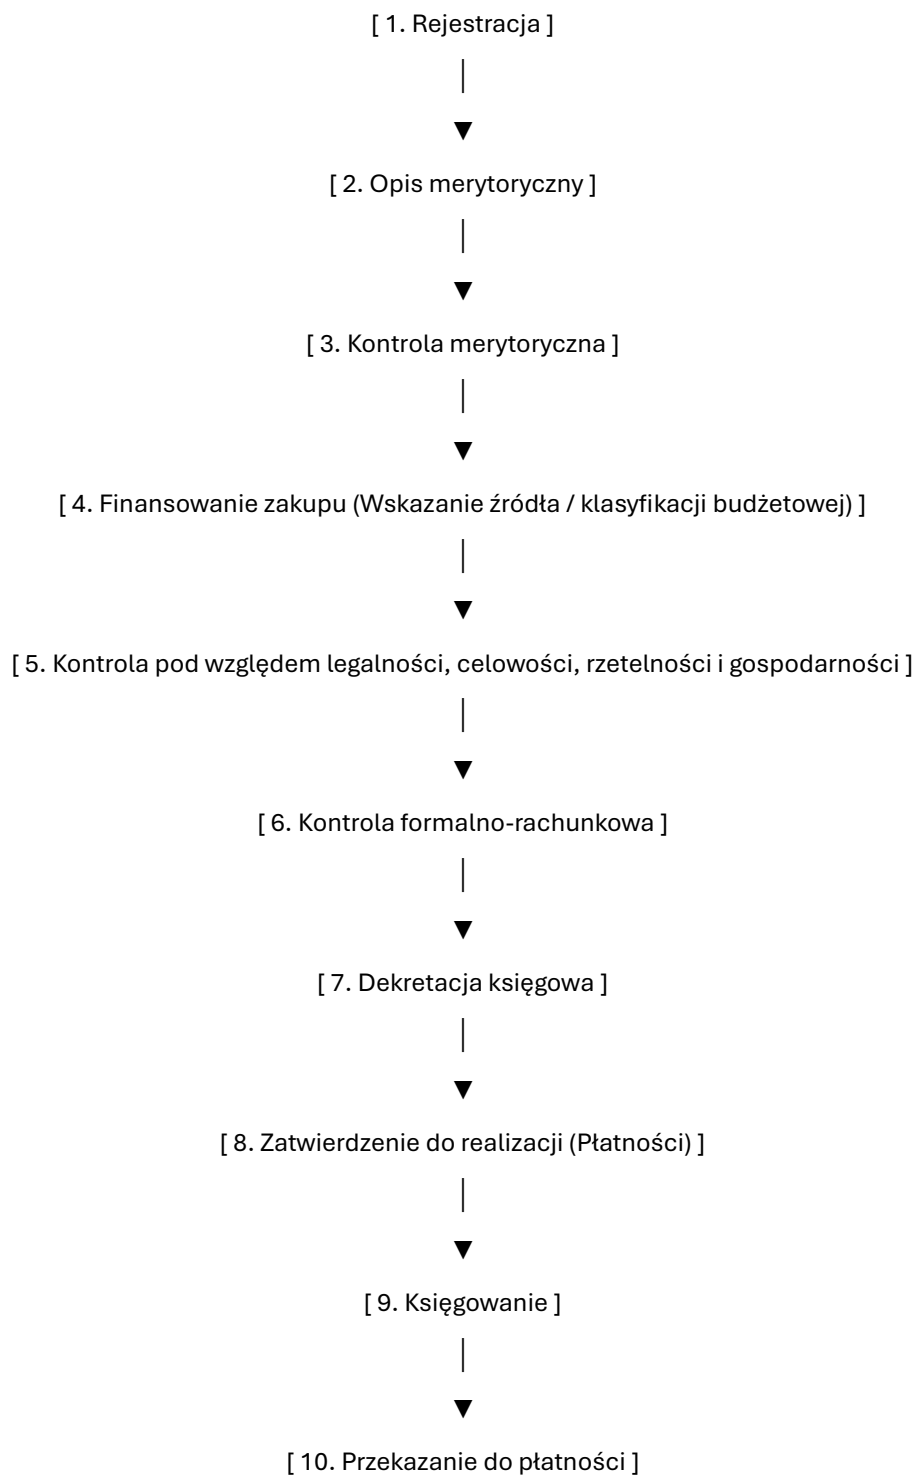 [ 1. Rejestracja ]
│
▼
[ 2. Opis merytoryczny ]
│
▼
[ 3. Kontrola merytoryczna ]
│
▼
[ 4. Finansowanie zakupu (Wskazanie źródła / klasyfikacji budżetowej) ]
│
▼
[ 5. Kontrola pod względem legalności, celowości, rzetelności i gospodarności ]
│
▼
[ 6. Kontrola formalno-rachunkowa ]
│
▼
[ 7. Dekretacja księgowa ]
│
▼
[ 8. Zatwierdzenie do realizacji (Płatności) ]
│
▼
[ 9. Księgowanie ]
│
▼
[ 10. Przekazanie do płatności ]